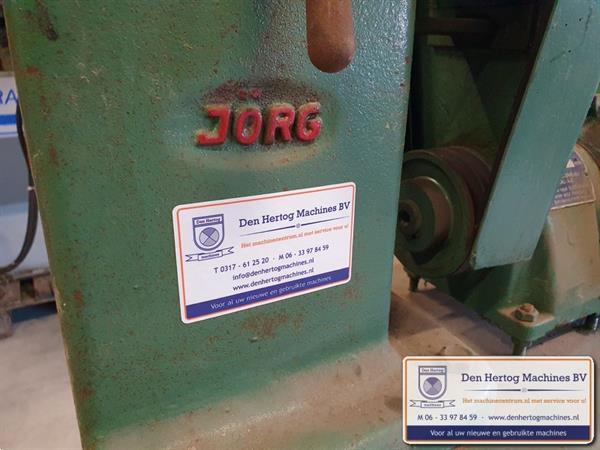 RA
JÖRG
Den Hertog
machines
Den Hertog Machines BV
Het machinecentrum.nl met service voor u!
T 0317 - 61 25 20 · M 06 - 33 97 84 59
info@denhertogmachines.nl
www.denhertogmachines.nl
Voor al uw nieuwe en gebruikte machines
Den Hertog
machines
Den Hertog Machines BV
Het machinecentrum.nl met service voor u!
M 06 - 33 97 84 59 · www.denhertogmachines.nl
Voor al uw nieuwe en gebruikte machines